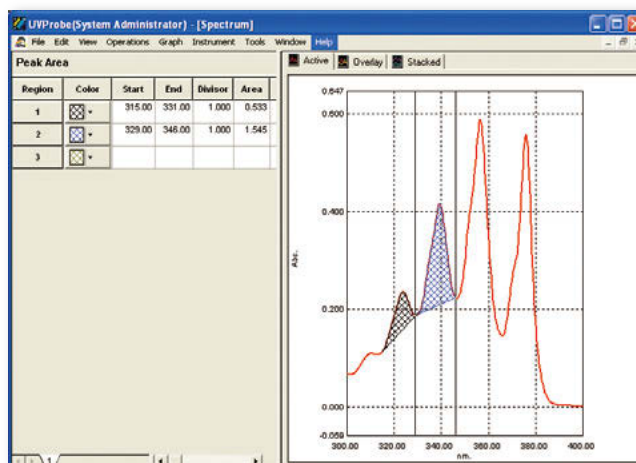 UVProbe(System Administrator) - [Spectrum]
File Edit View Operations Graph Instrument Tools Window Help
Peak Area
Region Color Start End Divisor Area
1 315.00 331.00 1.000 0.533
2 329.00 346.00 1.000 1.545
3
1
Active Overlay Stacked
0.647
0.600
0.400
Abs.
0.200
0.000
-0.059
300.00 320.00 340.00 360.00 380.00 400.00
nm.